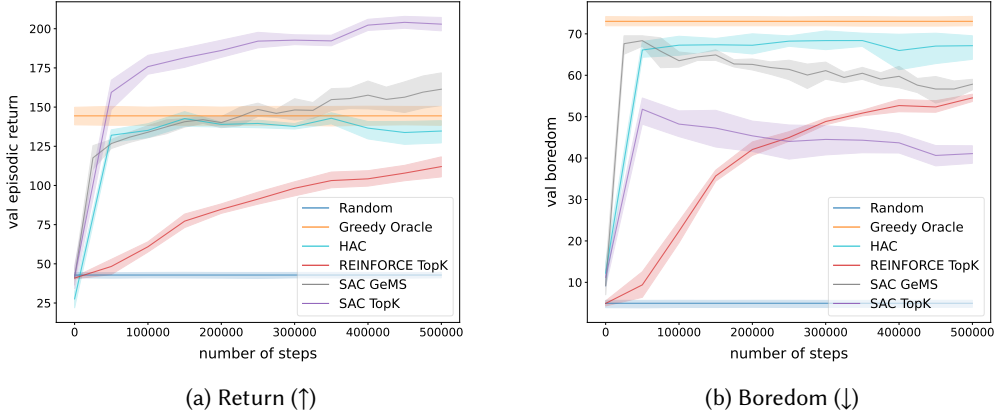 val episodic return
200
175
150
125
100
75
50
25
0
100000
200000
300000
400000
500000
number of steps
Random
Greedy Oracle
HAC
REINFORCE TopK
SAC GeMS
SAC TopK
(a) Return (↑)
val boredom
70
60
50
40
30
20
10
0
100000
200000
300000
400000
500000
number of steps
Random
Greedy Oracle
HAC
REINFORCE TopK
SAC GeMS
SAC TopK
(b) Boredom (↓)